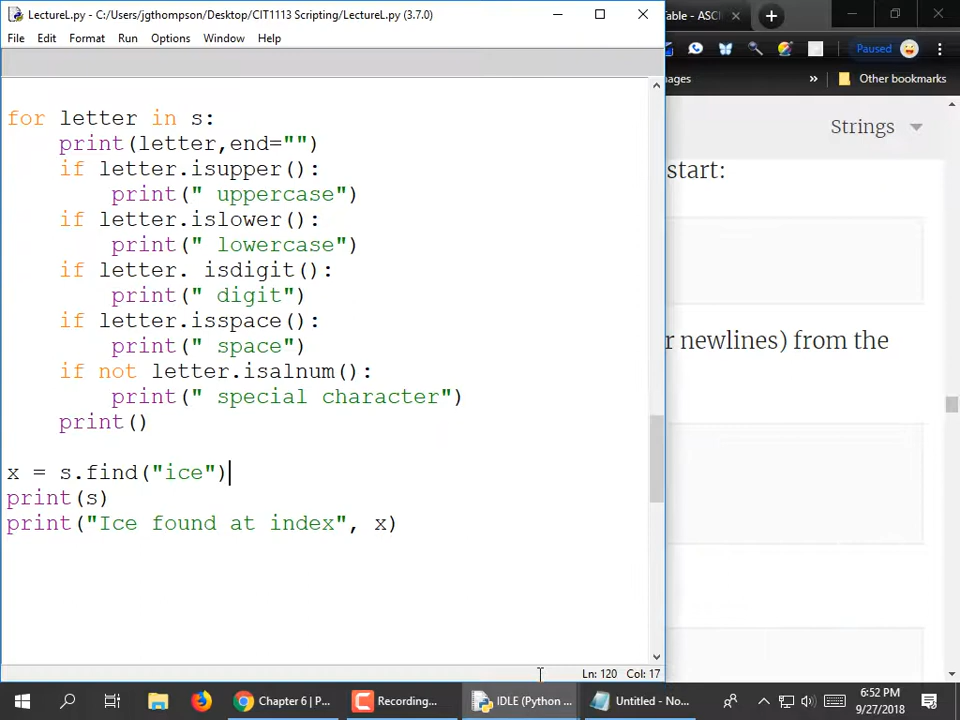 LectureL.py - C:/Users/jgthompson/Desktop/CIT1113 Scripting/LectureL.py (3.7.0)
File Edit Format Run Options Window Help
for letter in s:
    print(letter,end="")
    if letter.isupper():
        print(" uppercase")
    if letter.islower():
        print(" lowercase")
    if letter. isdigit():
        print(" digit")
    if letter.isspace():
        print(" space")
    if not letter.isalnum():
        print(" special character")
    print()
x = s.find("ice")
print(s)
print("Ice found at index", x)
Ln: 120 Col: 17
able - ASCI
Paused
ages » Other bookmarks
Strings
start:
r newlines) from the
Chapter 6 | P...
Recording...
IDLE (Python ...
Untitled - No...
6:52 PM
9/27/2018